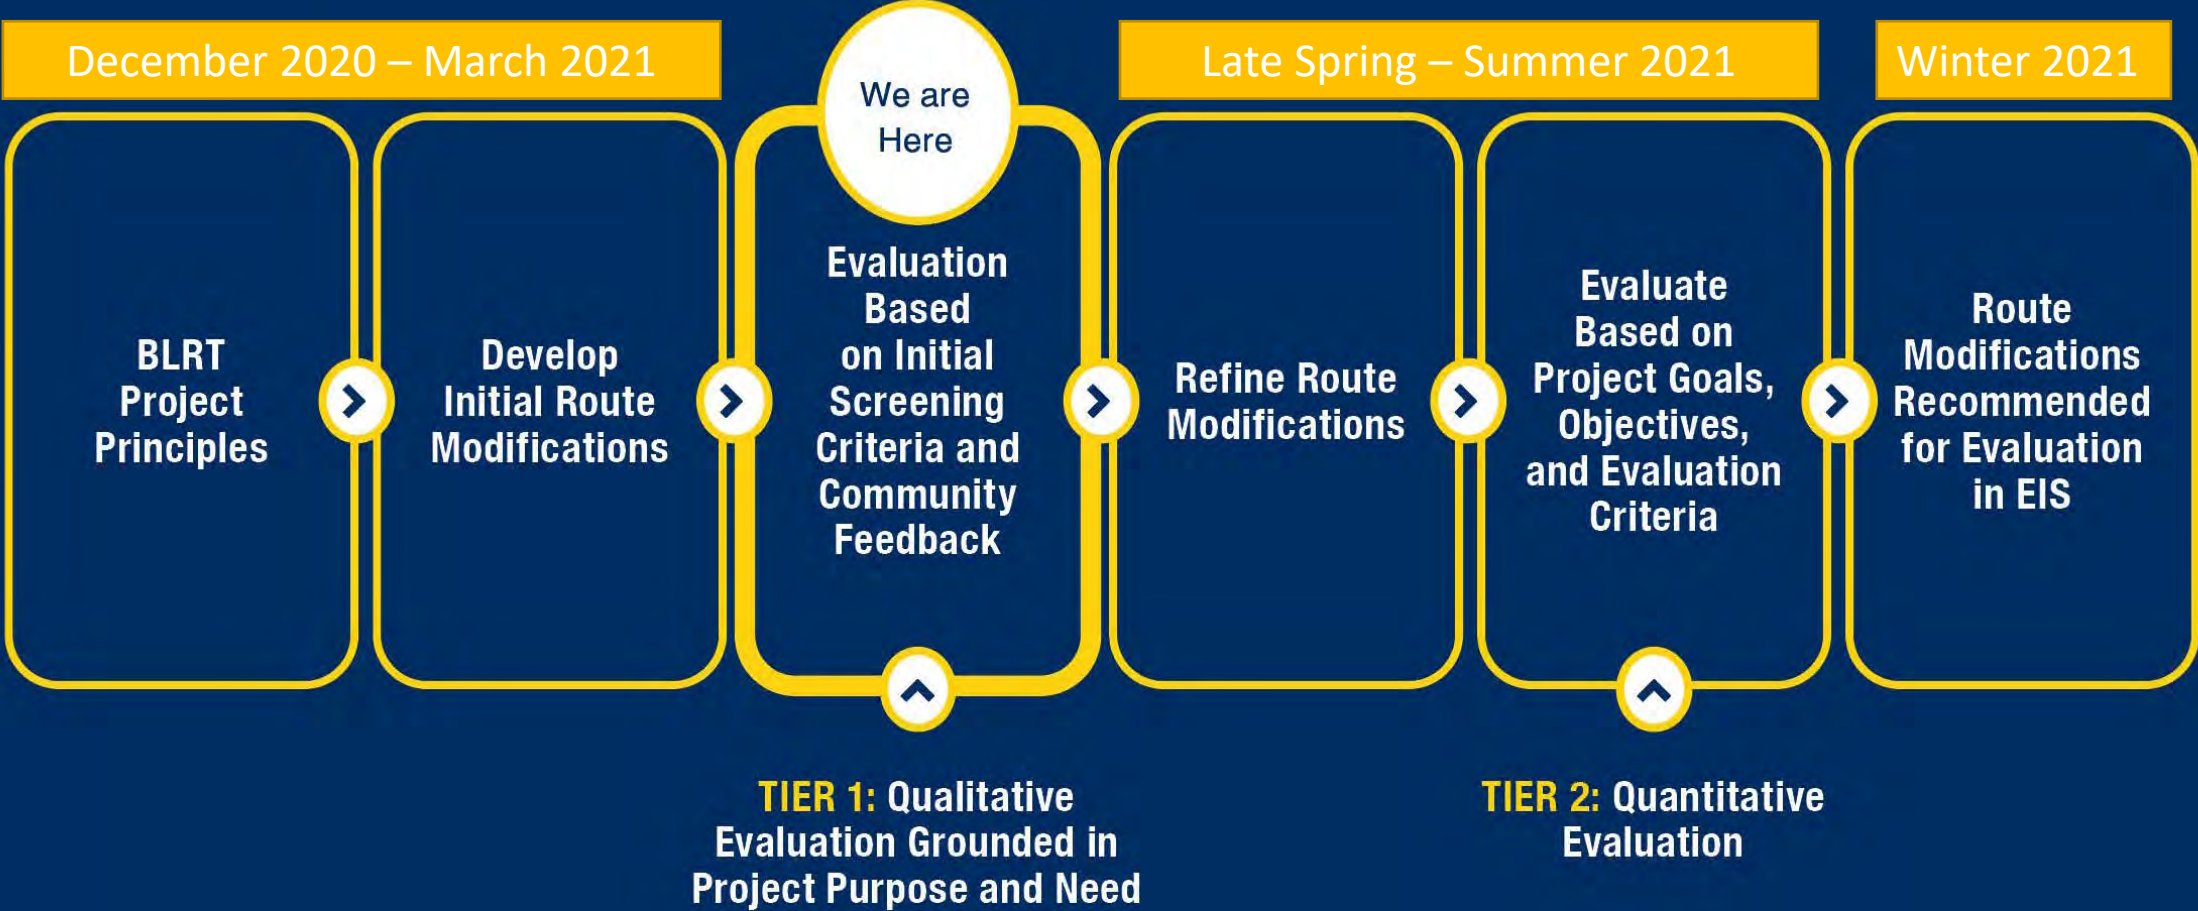 December 2020 – March 2021
We are
Here
Late Spring – Summer 2021
Winter 2021
BLRT
Project
Principles
Develop
Initial Route
Modifications
Evaluation
Based
on Initial
Screening
Criteria and
Community
Feedback
Refine Route
Modifications
Evaluate
Based on
Project Goals,
Objectives,
and Evaluation
Criteria
Route
Modifications
Recommended
for Evaluation
in EIS
TIER 1: Qualitative
Evaluation Grounded in
Project Purpose and Need
TIER 2: Quantitative
Evaluation